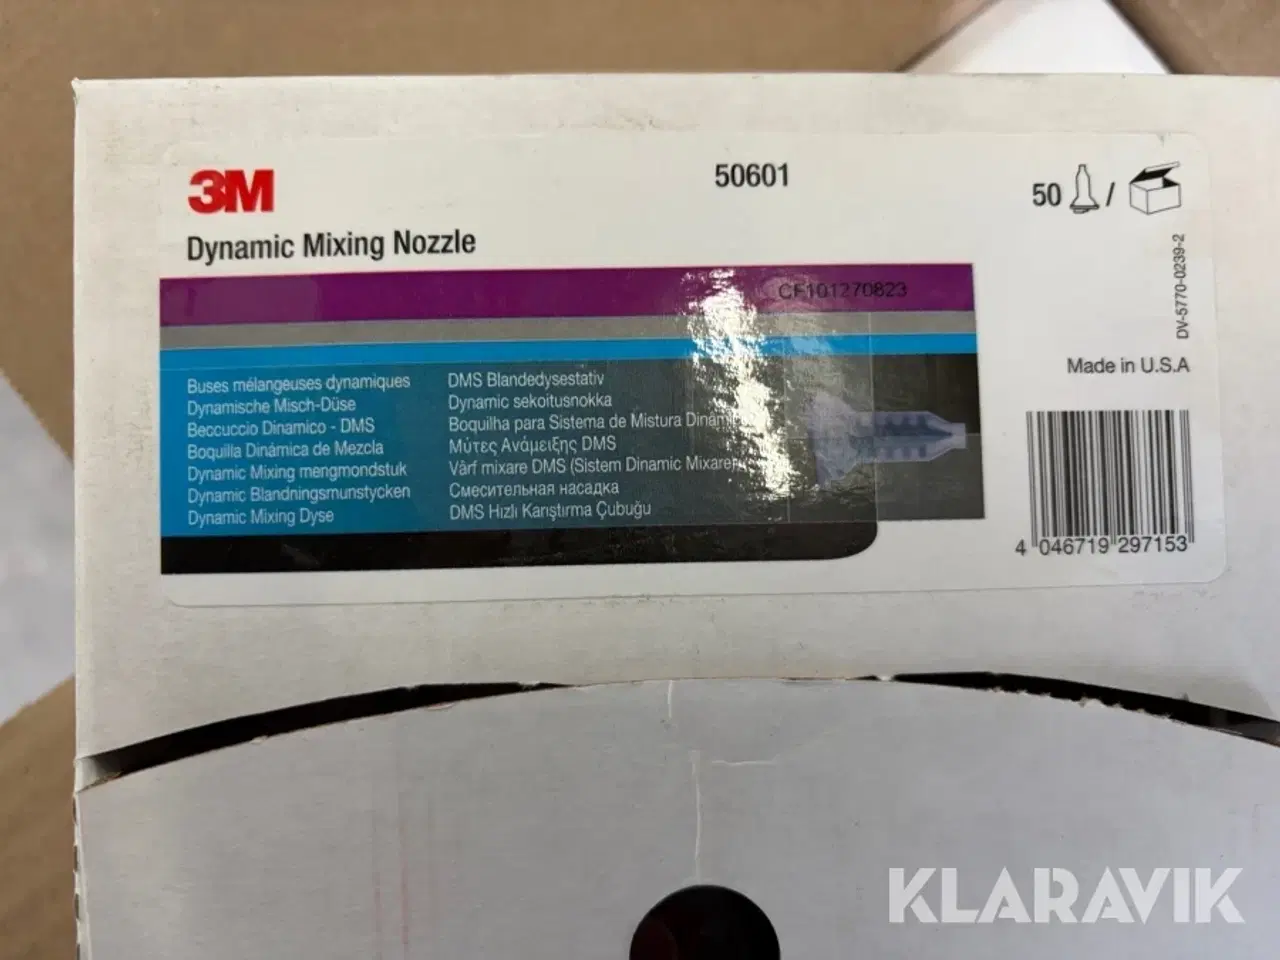 3M
50601
50 /
Dynamic Mixing Nozzle
CF101270823
DV-5770-0239-2
Made in U.S.A
Buses mélangeuses dynamiques
Dynamische Misch-Düse
Beccuccio Dinamico - DMS
Boquilla Dinámica de Mezcla
Dynamic Mixing mengmondstuk
Dynamic Blandningsmunstycken
Dynamic Mixing Dyse
DMS Blandedysestativ
Dynamic sekoitusnokka
Boquilha para Sistema de Mistura Dinâmi
Μύτες Ανάμειξης DMS
Vârf mixare DMS (Sistem Dinamic Mixare)
Смесительная насадка
DMS Hızlı Karıştırma Çubuğu
4 046719 297153
KLARAVIK